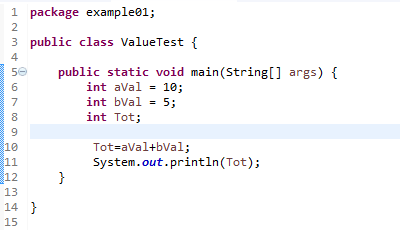 1 package example01;
2
3 public class ValueTest {
4
5 public static void main(String[] args) {
6 int aVal = 10;
7 int bVal = 5;
8 int Tot;
9
10 Tot=aVal+bVal;
11 System.out.println(Tot);
12 }
13
14 }
15